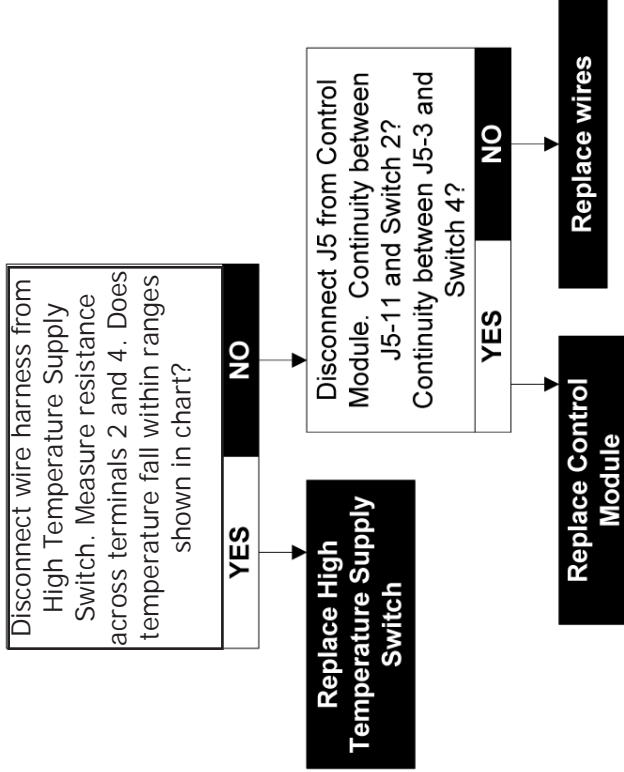 Disconnect wire harness from
High Temperature Supply
Switch. Measure resistance
across terminals 2 and 4. Does
temperature fall within ranges
shown in chart?
YES
NO
Replace High
Temperature Supply
Switch
Disconnect J5 from Control
Module. Continuity between
J5-11 and Switch 2?
Continuity between J5-3 and
Switch 4?
YES
NO
Replace Control
Module
Replace wires